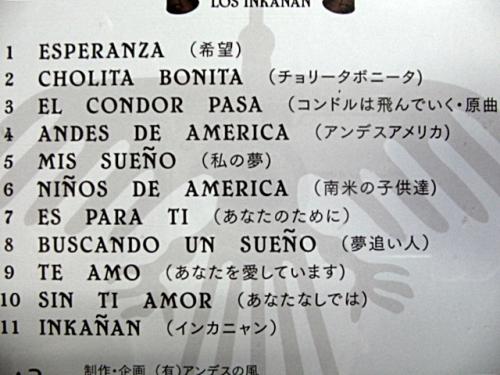 LOS INKAÑAN
1 ESPERANZA (希望)
2 CHOLITA BONITA (チョリータボニータ)
3 EL CONDOR PASA (コンドルは飛んでいく・原曲
4 ANDES DE AMERICA (アンデスアメリカ)
5 MIS SUEÑO (私の夢)
6 NIÑOS DE AMERICA (南米の子供達)
7 ES PARA TI (あなたのために)
8 BUSCANDO UN SUEÑO (夢追い人)
9 TE AMO (あなたを愛しています)
10 SIN TI AMOR (あなたなしでは)
11 INKAÑAN (インカニャン)
制作・企画 (有)アンデスの風